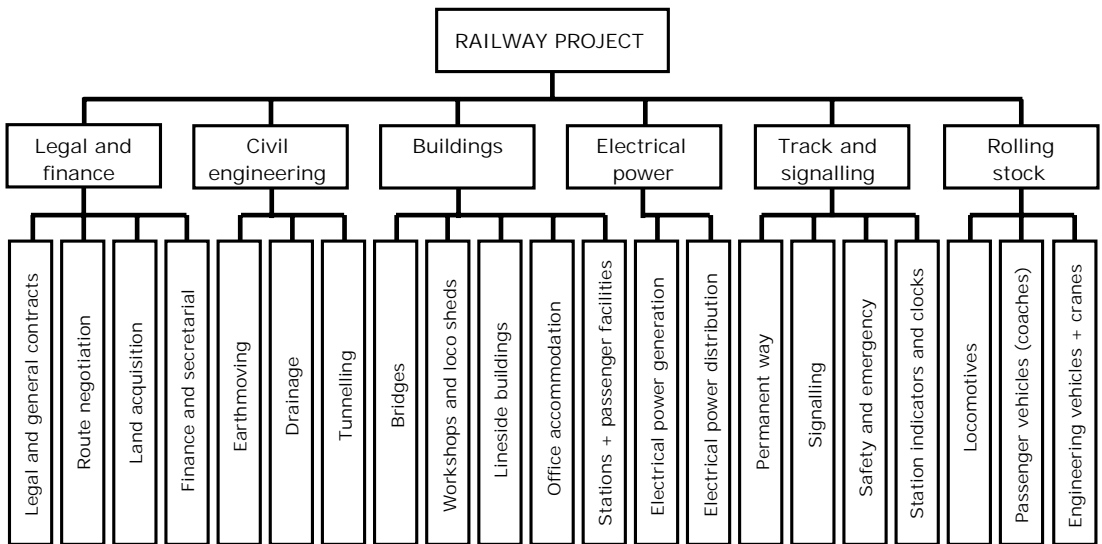 RAILWAY PROJECT
Legal and
finance
Civil
engineering
Buildings
Electrical
power
Track and
signalling
Rolling
stock
Legal and general contracts
Route negotiation
Land acquisition
Finance and secretarial
Earthmoving
Drainage
Tunnelling
Bridges
Workshops and loco sheds
Lineside buildings
Office accommodation
Stations + passenger facilities
Electrical power generation
Electrical power distribution
Permanent way
Signalling
Safety and emergency
Station indicators and clocks
Locomotives
Passenger vehicles (coaches)
Engineering vehicles + cranes